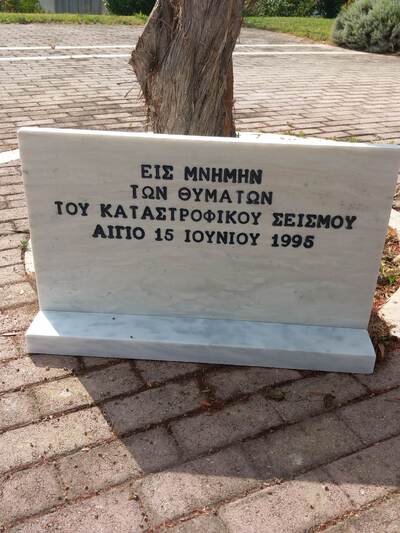 ΕΙΣ ΜΝΗΜΗΝ
ΤΩΝ ΘΥΜΑΤΩΝ
ΤΟΥ ΚΑΤΑΣΤΡΟΦΙΚΟΥ ΣΕΙΣΜΟΥ
ΑΙΓΙΟ 15 ΙΟΥΝΙΟΥ 1995